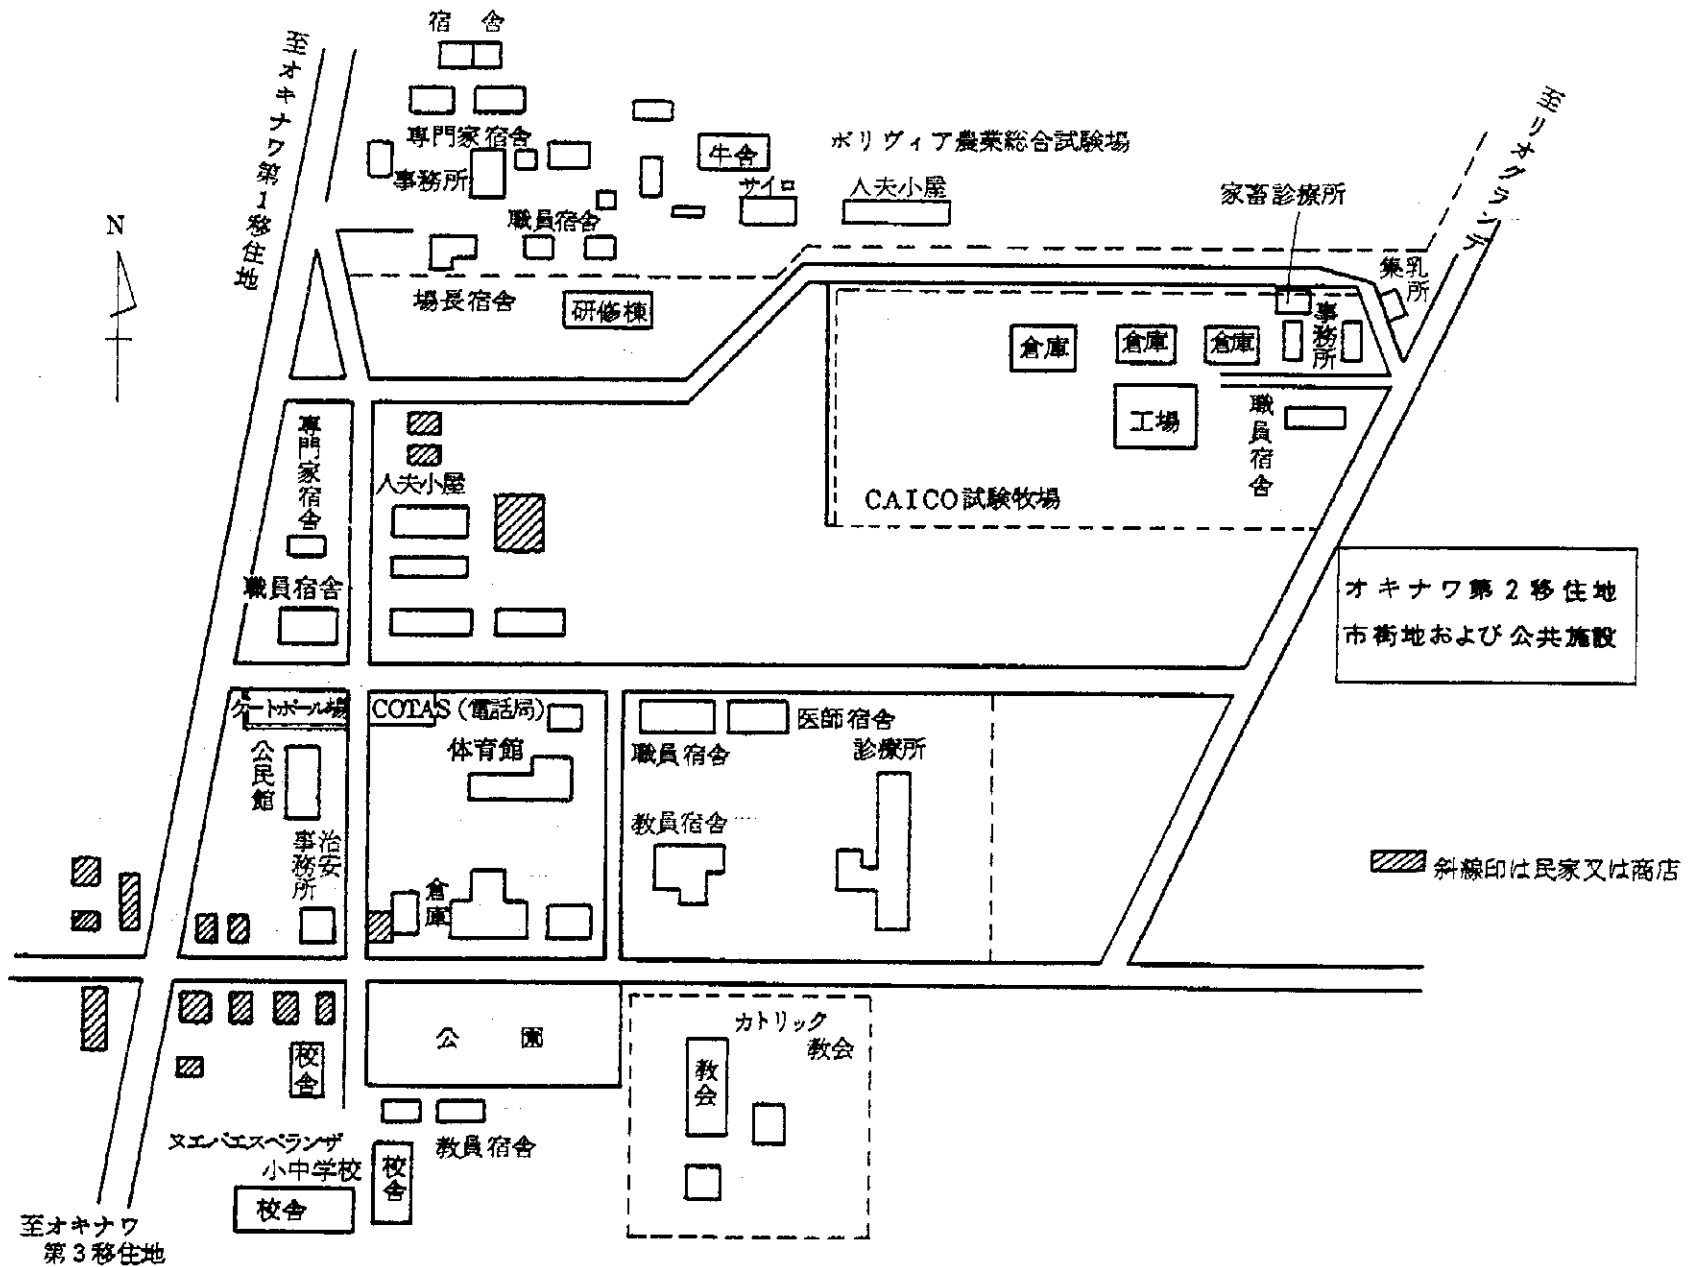 宿 舎
至オキナワ第1移住地
専門家宿舎
事務所
牛舎
サイロ
ボリヴィア農業総合試験場
人夫小屋
家畜診療所
至リオグランデ
N
職員宿舎
場長宿舎
研修棟
集乳所
倉庫
倉庫
倉庫
事務所
工場
職員宿舎
CAICO試験牧場
専門家宿舎
人夫小屋
職員宿舎
オキナワ第2移住地
市街地および公共施設
ゲートボール場
COTAS(電話局)
体育館
職員宿舎
医師宿舎
診療所
公民館
教員宿舎
治安
事務所
倉庫
斜線印は民家又は商店
公 園
カトリック
教会
教会
校舎
ヌエバエスペランザ
小中学校
校舎
校舎
教員宿舎
至オキナワ
第3移住地